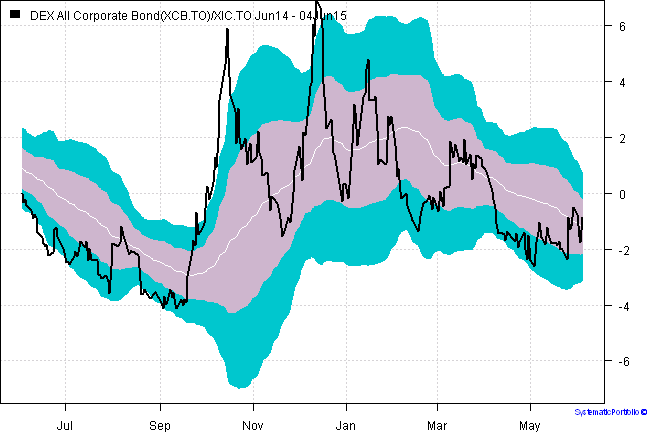 DEX All Corporate Bond(XCB.TO)/XIC.TO Jun14 - 04Jun15
6
4
2
0
-2
-4
-6
Jul Sep Nov Jan Mar May
SystematicPortfolio ©